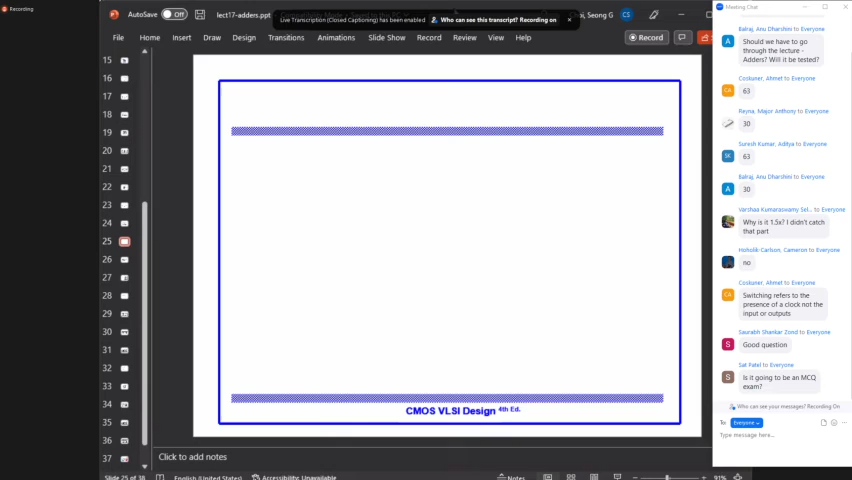 Recording
AutoSave Off
lect17-adders.ppt
Live Transcription (Closed Captioning) has been enabled
Who can see this transcript? Recording on
Seong G
CS
File Home Insert Draw Design Transitions Animations Slide Show Record Review View Help
Record
15
16
17
18
19
20
21
22
23
24
25
26
27
28
29
30
31
32
33
34
35
36
37
CMOS VLSI Design 4th Ed.
Click to add notes
Slide 25 of 38
English (United States)
Accessibility: Unavailable
Notes
91%
Meeting Chat
Balraj, Anu Dharshini to Everyone
A
Should we have to go
through the lecture -
Adders? Will it be tested?
Coskuner, Ahmet to Everyone
CA
63
Reyna, Major Anthony to Everyone
30
Suresh Kumar, Aditya to Everyone
SK
63
Balraj, Anu Dharshini to Everyone
A
30
Varshaa Kumaraswamy Sel... to Everyone
Why is it 1.5x? I didn't catch
that part
Hoholik Carlson, Cameron to Everyone
no
Coskuner, Ahmet to Everyone
CA
Switching refers to the
presence of a clock not the
input or outputs
Saurabh Shankar Zond to Everyone
S
Good question
Sat Patel to Everyone
S
Is it going to be an MCQ
exam?
Who can see your messages? Recording On
To: Everyone
Type message here...